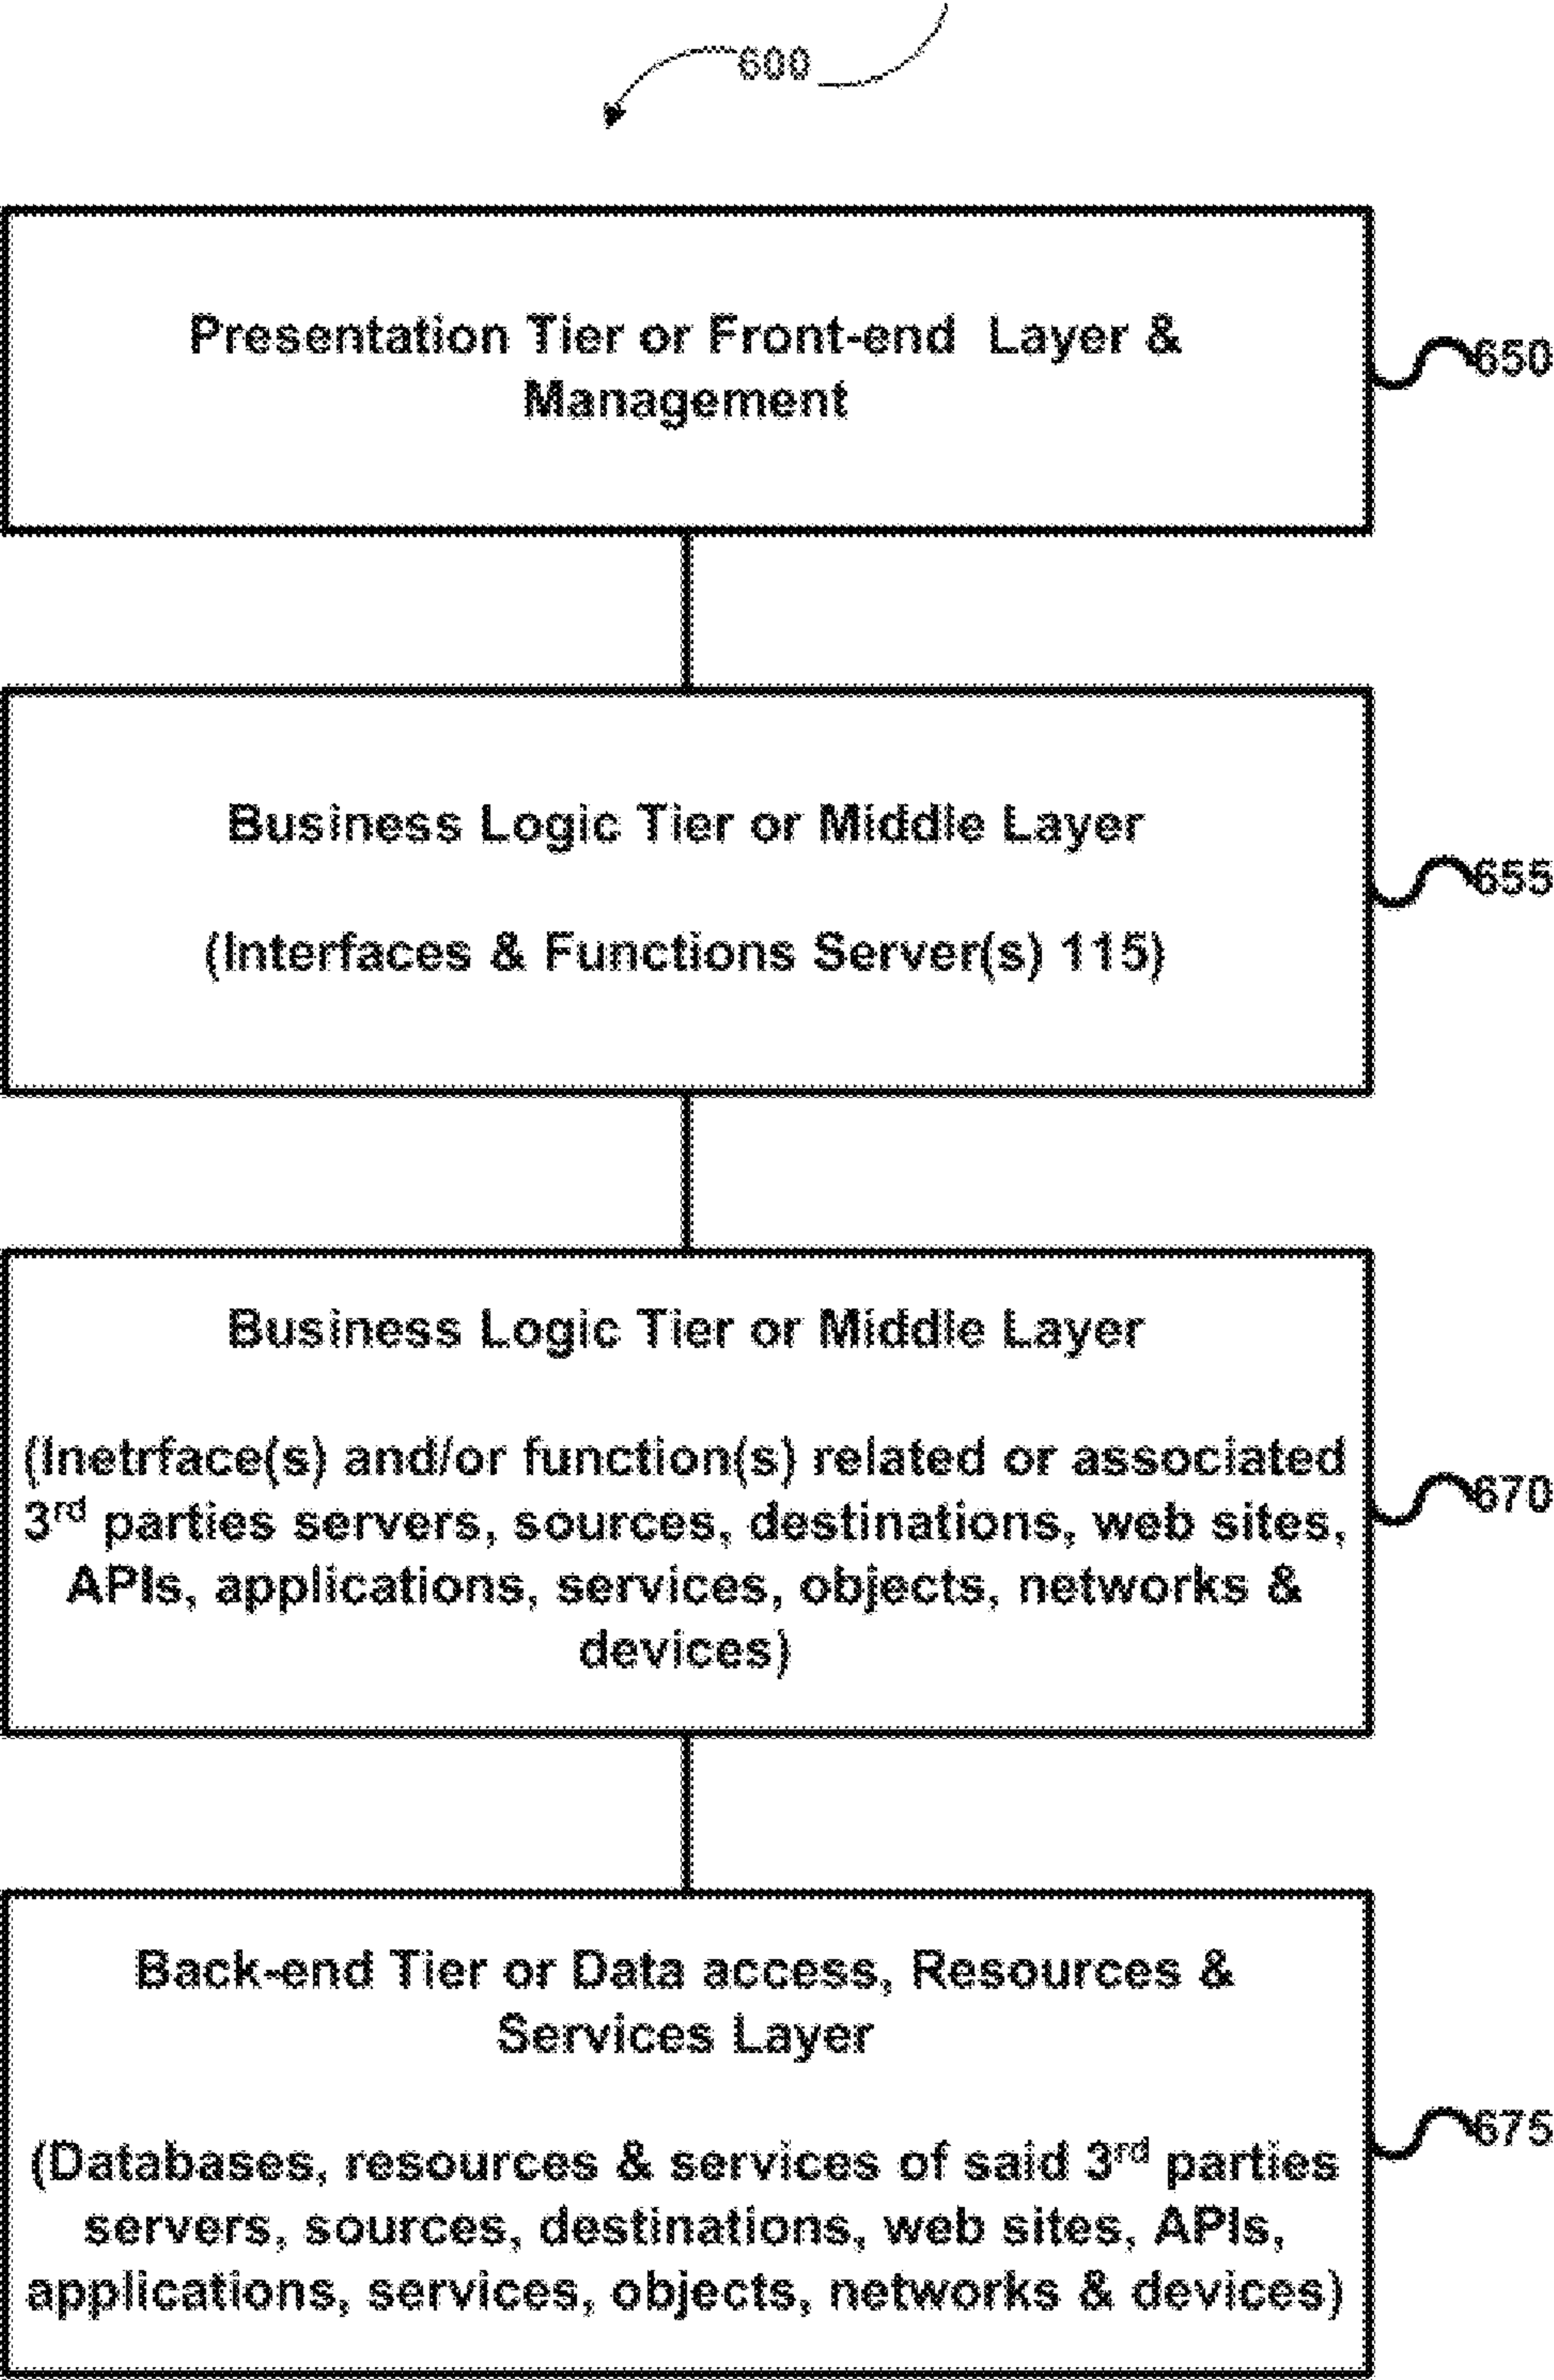 600
Presentation Tier or Front-end Layer &
Management
650
Business Logic Tier or Middle Layer
(Interfaces & Functions Server(s) 115)
655
Business Logic Tier or Middle Layer
(Inetrface(s) and/or function(s) related or associated
3rd parties servers, sources, destinations, web sites,
APIs, applications, services, objects, networks &
devices)
670
Back-end Tier or Data access, Resources &
Services Layer
(Databases, resources & services of said 3rd parties
servers, sources, destinations, web sites, APIs,
applications, services, objects, networks & devices)
675